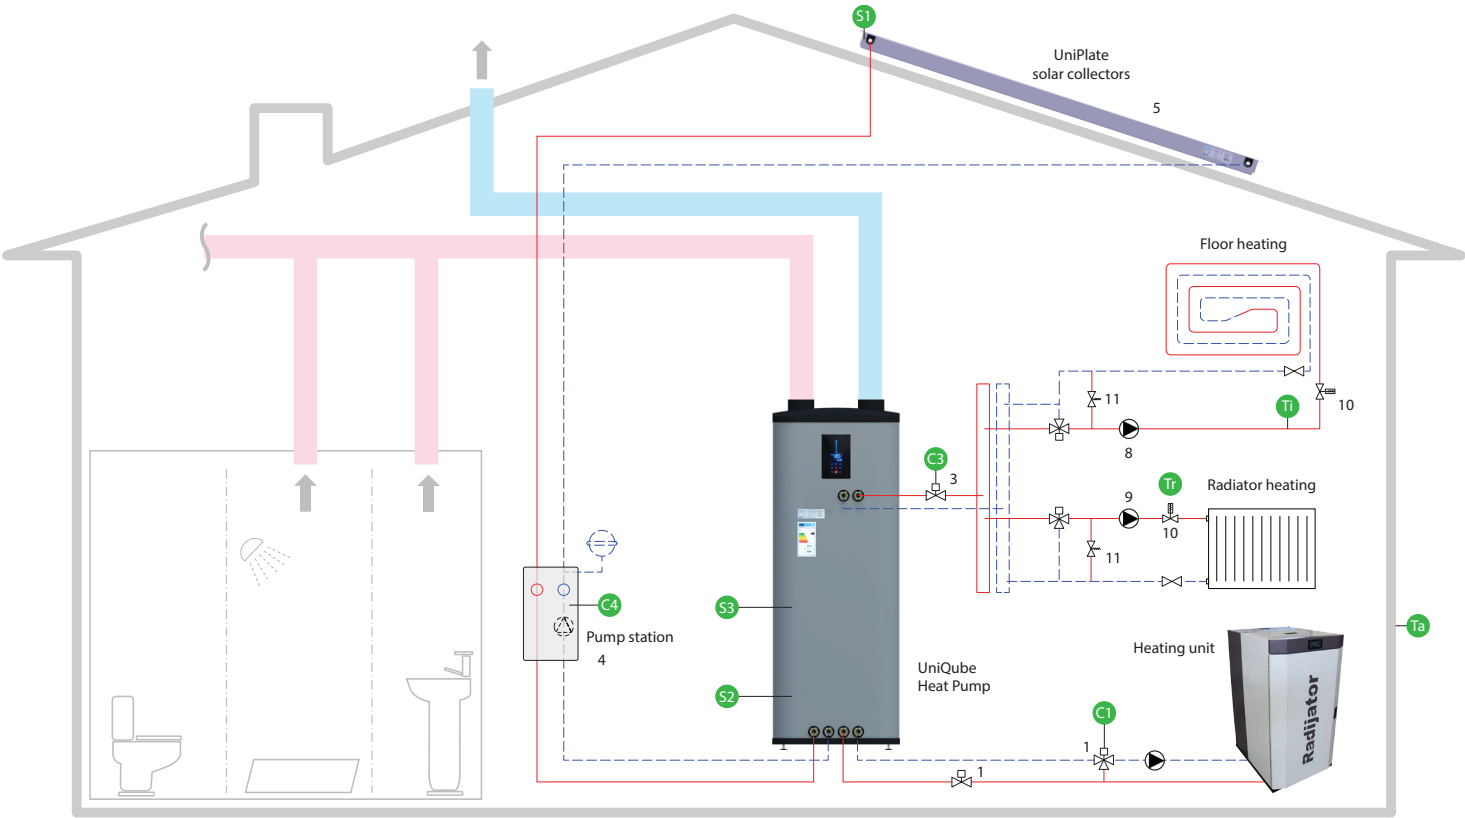 S1
UniPlate
solar collectors
5
Floor heating
Ti
10
11
8
C3
3
9
Tr
Radiator heating
10
11
C4
Pump station
4
S3
S2
UniQube
Heat Pump
Ta
Heating unit
Radijator
C1
1
1